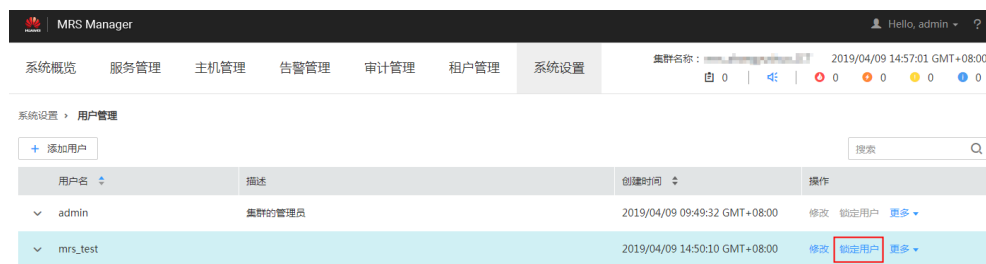 HUAWEI MRS Manager Hello, admin ?
系统概览 服务管理 主机管理 告警管理 审计管理 租户管理 系统设置
集群名称： 2019/04/09 14:57:01 GMT+08:00
0 0 0 0 0
系统设置 › 用户管理
+ 添加用户 搜索
用户名 描述 创建时间 操作
admin 集群的管理员 2019/04/09 09:49:32 GMT+08:00 修改 锁定用户 更多
mrs_test 2019/04/09 14:50:10 GMT+08:00 修改 锁定用户 更多